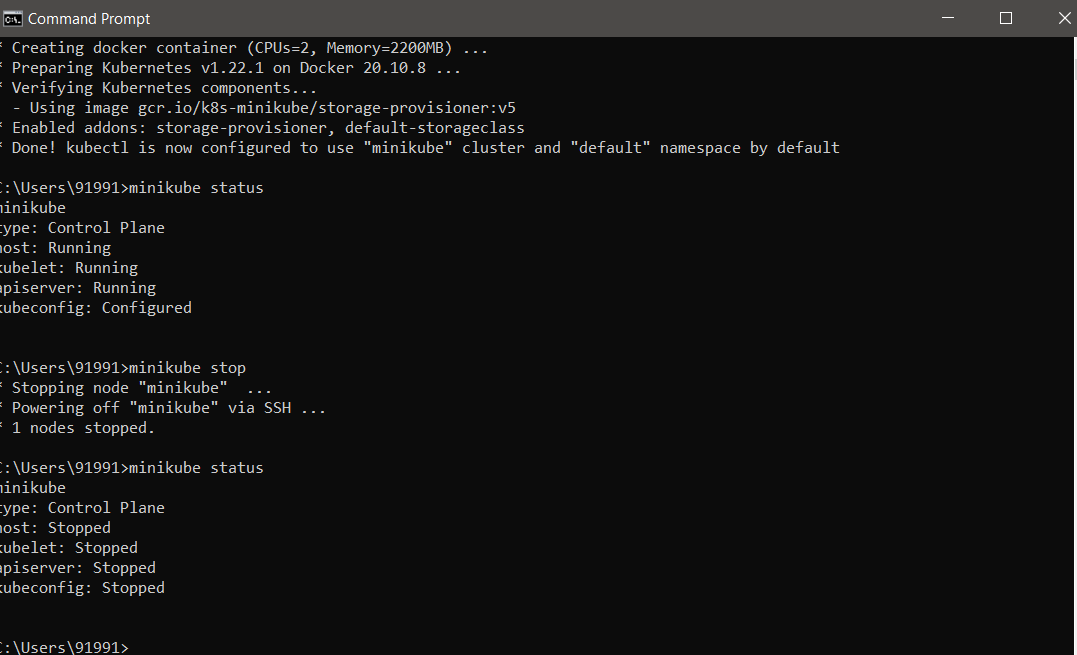 Command Prompt
* Creating docker container (CPUs=2, Memory=2200MB) ...
* Preparing Kubernetes v1.22.1 on Docker 20.10.8 ...
* Verifying Kubernetes components...
- Using image gcr.io/k8s-minikube/storage-provisioner:v5
* Enabled addons: storage-provisioner, default-storageclass
* Done! kubectl is now configured to use "minikube" cluster and "default" namespace by default
C:\Users\91991>minikube status
minikube
type: Control Plane
host: Running
kubelet: Running
apiserver: Running
kubeconfig: Configured
C:\Users\91991>minikube stop
* Stopping node "minikube"  ...
* Powering off "minikube" via SSH ...
* 1 nodes stopped.
C:\Users\91991>minikube status
minikube
type: Control Plane
host: Stopped
kubelet: Stopped
apiserver: Stopped
kubeconfig: Stopped
C:\Users\91991>